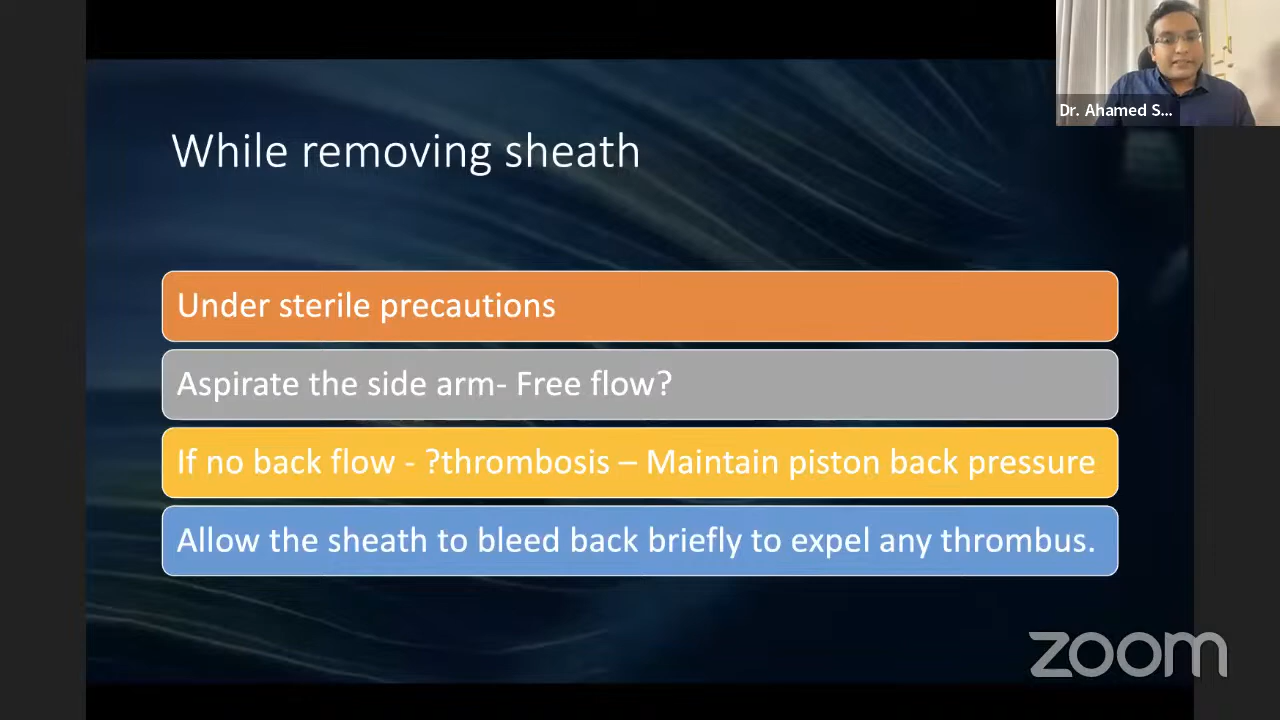 Dr. Ahamed S...
While removing sheath
Under sterile precautions
Aspirate the side arm- Free flow?
If no back flow - ?thrombosis – Maintain piston back pressure
Allow the sheath to bleed back briefly to expel any thrombus.
zoom